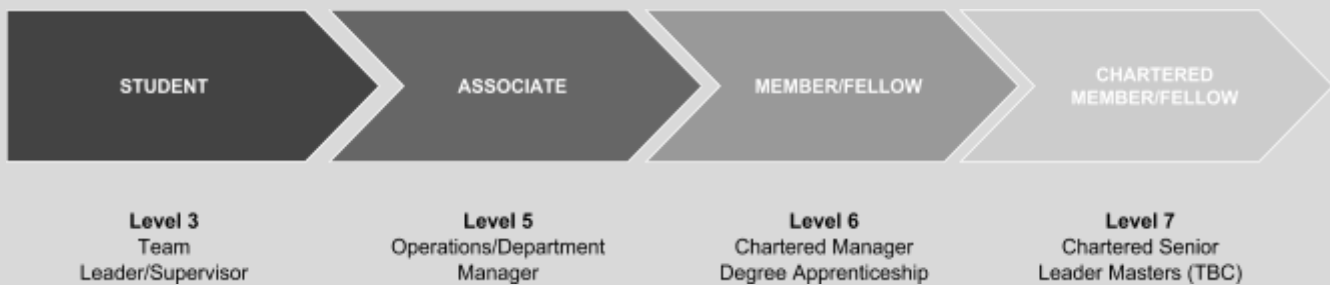 STUDENT
ASSOCIATE
MEMBER/FELLOW
CHARTERED
MEMBER/FELLOW
Level 3
Team
Leader/Supervisor
Level 5
Operations/Department
Manager
Level 6
Chartered Manager
Degree Apprenticeship
Level 7
Chartered Senior
Leader Masters (TBC)